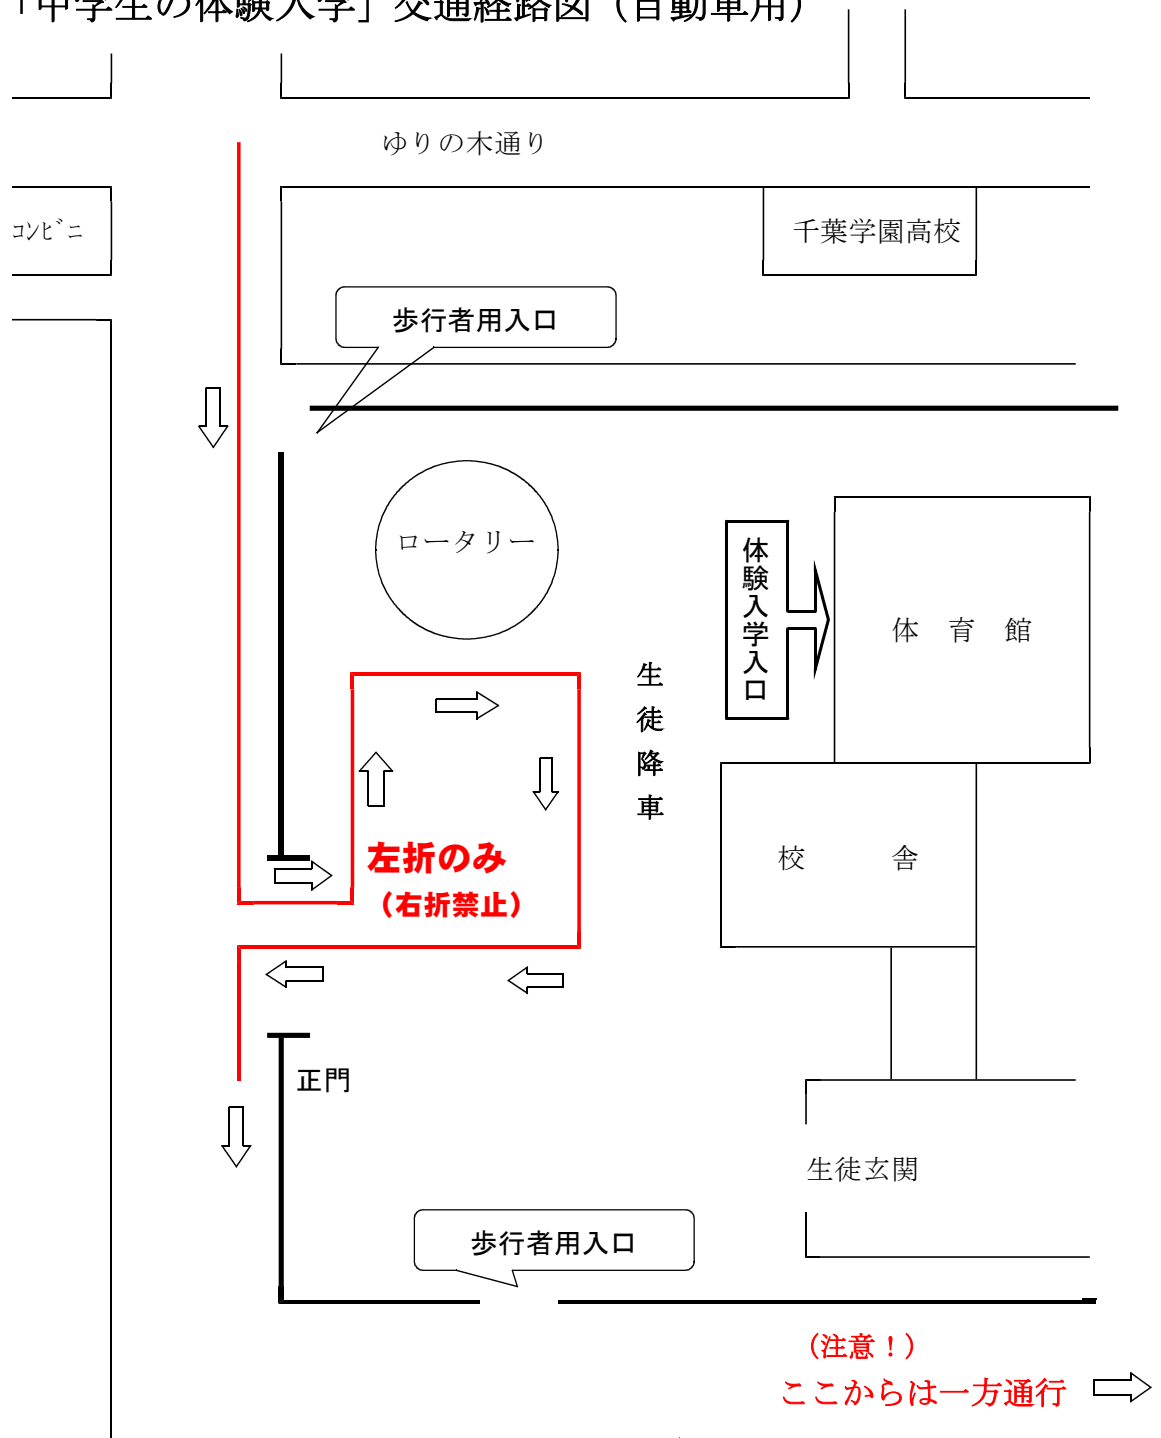 「中学生の体験入学」交通経路図（自動車用）
ゆりの木通り
コンビニ
千葉学園高校
歩行者用入口
ロータリー
体験入学入口
体　育　館
生徒降車
左折のみ
（右折禁止）
校　　　舎
正門
生徒玄関
歩行者用入口
（注意！）
ここからは一方通行